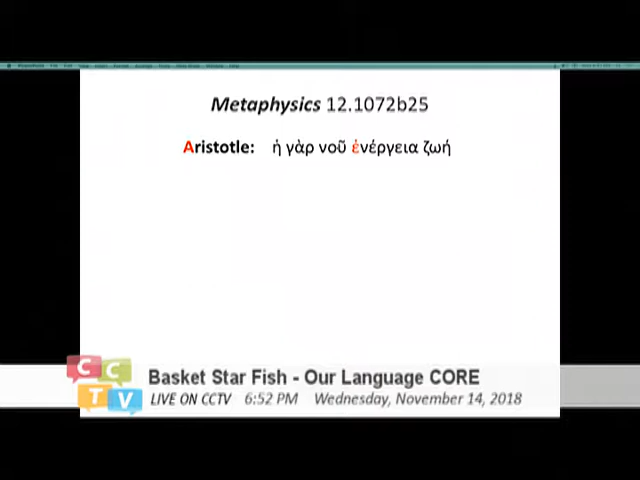 Metaphysics 12.1072b25
Aristotle: ἡ γὰρ νοῦ ἐνέργεια ζωή
CCTV
Basket Star Fish - Our Language CORE
LIVE ON CCTV 6:52 PM Wednesday, November 14, 2018